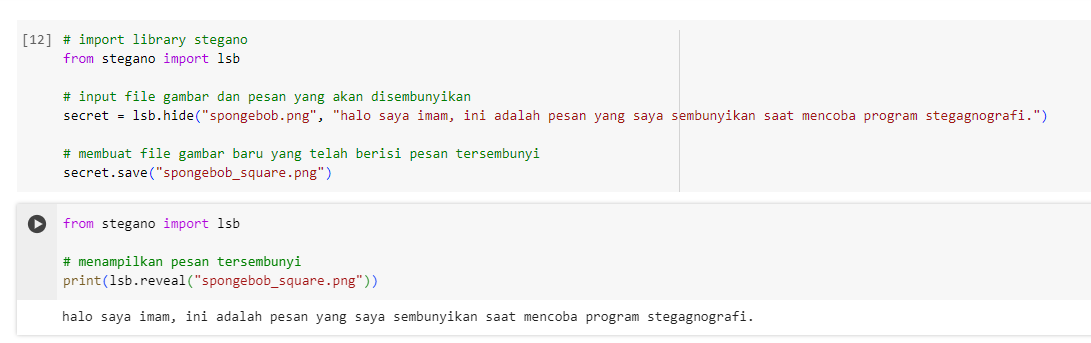 [12] # import library stegano
from stegano import lsb
# input file gambar dan pesan yang akan disembunyikan
secret = lsb.hide("spongebob.png", "halo saya imam, ini adalah pesan yang saya sembunyikan saat mencoba program stegagnografi.")
# membuat file gambar baru yang telah berisi pesan tersembunyi
secret.save("spongebob_square.png")
from stegano import lsb
# menampilkan pesan tersembunyi
print(lsb.reveal("spongebob_square.png"))
halo saya imam, ini adalah pesan yang saya sembunyikan saat mencoba program stegagnografi.